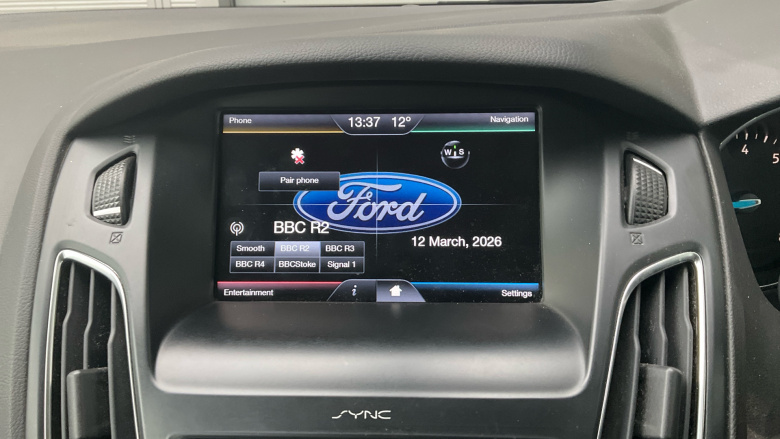 Phone 13:37 12° Navigation
W S
Pair phone
Ford
BBC R2
12 March, 2026
Smooth BBC R2 BBC R3
BBC R4 BBCStoke Signal 1
Entertainment i Settings
SYNC
4 5